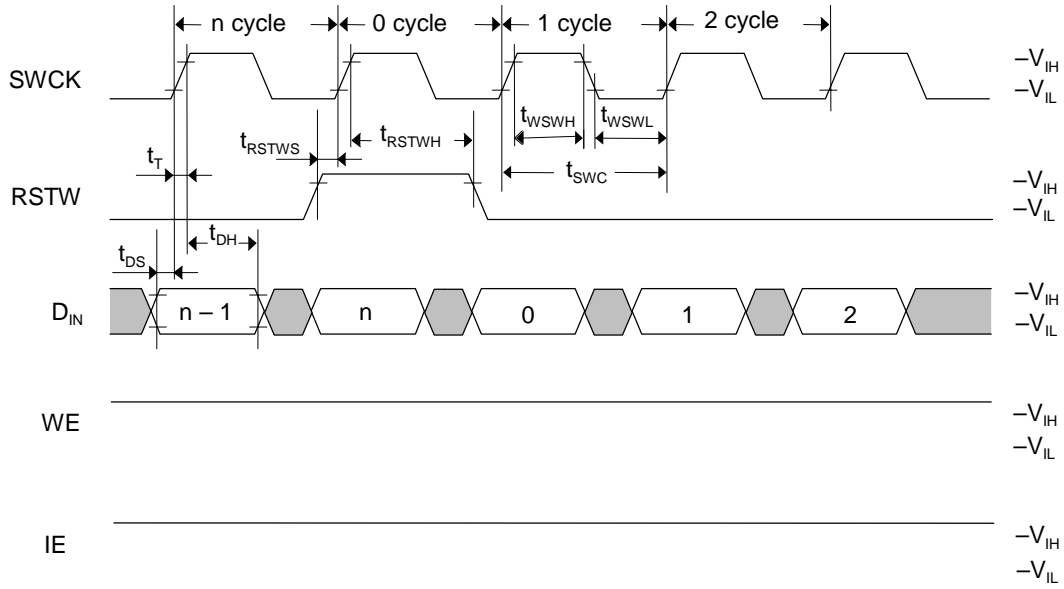 n cycle 0 cycle 1 cycle 2 cycle
SWCK –VIH
–VIL
tWSWH tWSWL
tRSTWS tRSTWH
tT tSWC
RSTW –VIH
–VIL
tDH
tDS
DIN n – 1 n 0 1 2 –VIH
–VIL
WE –VIH
–VIL
IE –VIH
–VIL